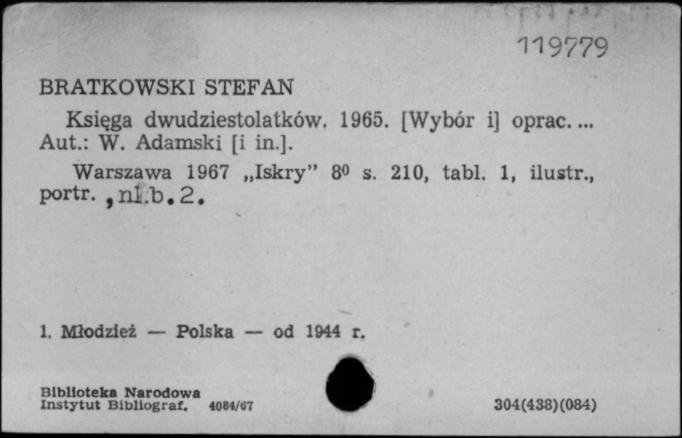 119779
BRATKOWSKI STEFAN
Księga dwudziestolatków. 1965. [Wybór i] oprac. ...
Aut.: W. Adamski [i in.].
Warszawa 1967 „Iskry” 8⁰ s. 210, tabl. 1, ilustr.,
portr. , nl.b. 2.
1. Młodzież — Polska — od 1944 r.
Biblioteka Narodowa
Instytut Bibliograf. 4084/67
304(438)(084)